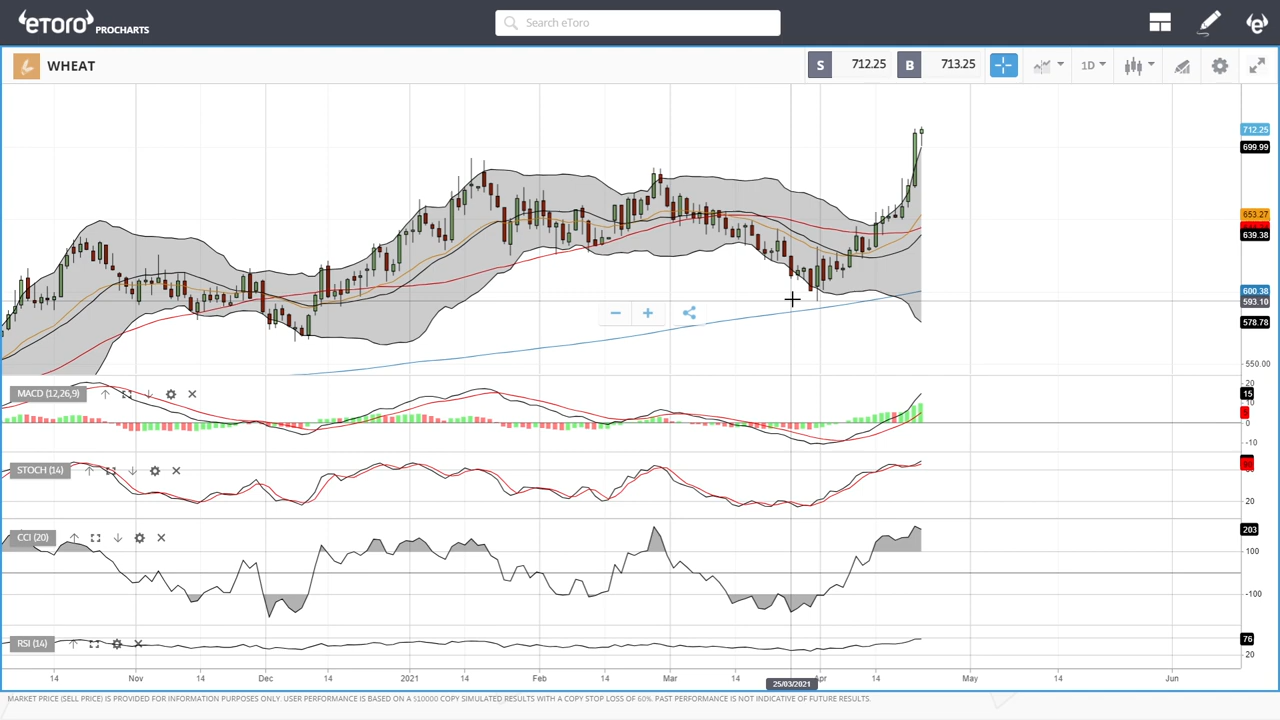 eToro PROCHARTS
Search eToro
WHEAT
S 712.25 B 713.25 1D
712.25
699.99
653.27
639.38
600.38
593.10
578.78
550.00
MACD (12,26,9)
20
15
10
0
-10
STOCH (14)
20
CCI (20)
203
100
-100
RSI (14)
76
20
14 Nov 14 Dec 14 2021 14 Feb 14 Mar 14 Apr 14 May 14 Jun
25/03/2021
MARKET PRICE (SELL PRICE) IS PROVIDED FOR INFORMATION PURPOSES ONLY. USER PERFORMANCE IS BASED ON A $10000 COPY SIMULATED RESULTS WITH A COPY STOP LOSS OF 60%. PAST PERFORMANCE IS NOT INDICATIVE OF FUTURE RESULTS.